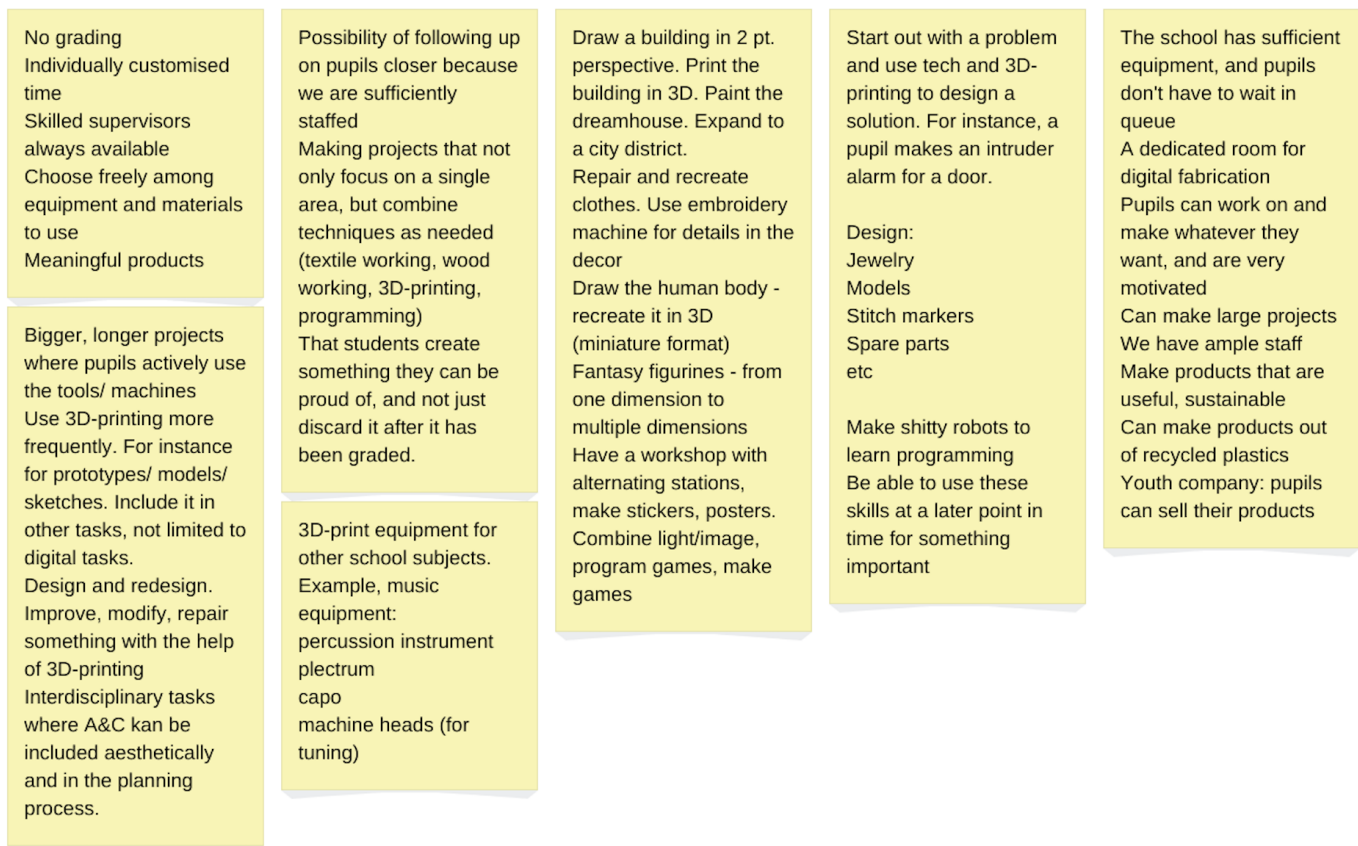 No grading
Individually customised
time
Skilled supervisors
always available
Choose freely among
equipment and materials
to use
Meaningful products
Bigger, longer projects
where pupils actively use
the tools/ machines
Use 3D-printing more
frequently. For instance
for prototypes/ models/
sketches. Include it in
other tasks, not limited to
digital tasks.
Design and redesign.
Improve, modify, repair
something with the help
of 3D-printing
Interdisciplinary tasks
where A&C kan be
included aesthetically
and in the planning
process.
Possibility of following up
on pupils closer because
we are sufficiently
staffed
Making projects that not
only focus on a single
area, but combine
techniques as needed
(textile working, wood
working, 3D-printing,
programming)
That students create
something they can be
proud of, and not just
discard it after it has
been graded.
3D-print equipment for
other school subjects.
Example, music
equipment:
percussion instrument
plectrum
capo
machine heads (for
tuning)
Draw a building in 2 pt.
perspective. Print the
building in 3D. Paint the
dreamhouse. Expand to
a city district.
Repair and recreate
clothes. Use embroidery
machine for details in the
decor
Draw the human body -
recreate it in 3D
(miniature format)
Fantasy figurines - from
one dimension to
multiple dimensions
Have a workshop with
alternating stations,
make stickers, posters.
Combine light/image,
program games, make
games
Start out with a problem
and use tech and 3D-
printing to design a
solution. For instance, a
pupil makes an intruder
alarm for a door.
Design:
Jewelry
Models
Stitch markers
Spare parts
etc
Make shitty robots to
learn programming
Be able to use these
skills at a later point in
time for something
important
The school has sufficient
equipment, and pupils
don't have to wait in
queue
A dedicated room for
digital fabrication
Pupils can work on and
make whatever they
want, and are very
motivated
Can make large projects
We have ample staff
Make products that are
useful, sustainable
Can make products out
of recycled plastics
Youth company: pupils
can sell their products